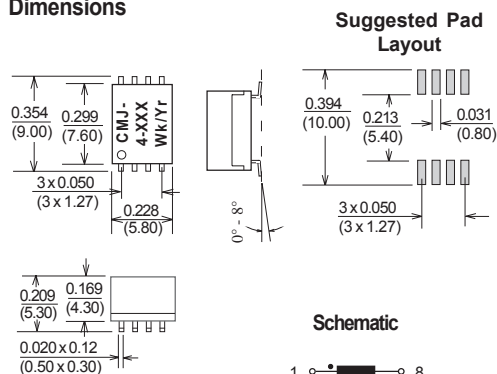 Dimensions
Suggested Pad
Layout
0.354
(9.00)
0.299
(7.60)
CMJ-
4-XXX
Wk/Yr
3 x 0.050
(3 x 1.27)
0.228
(5.80)
0° - 8°
0.394
(10.00)
0.213
(5.40)
0.031
(0.80)
3 x 0.050
(3 x 1.27)
0.209
(5.30)
0.169
(4.30)
0.020 x 0.12
(0.50 x 0.30)
Schematic
1 8